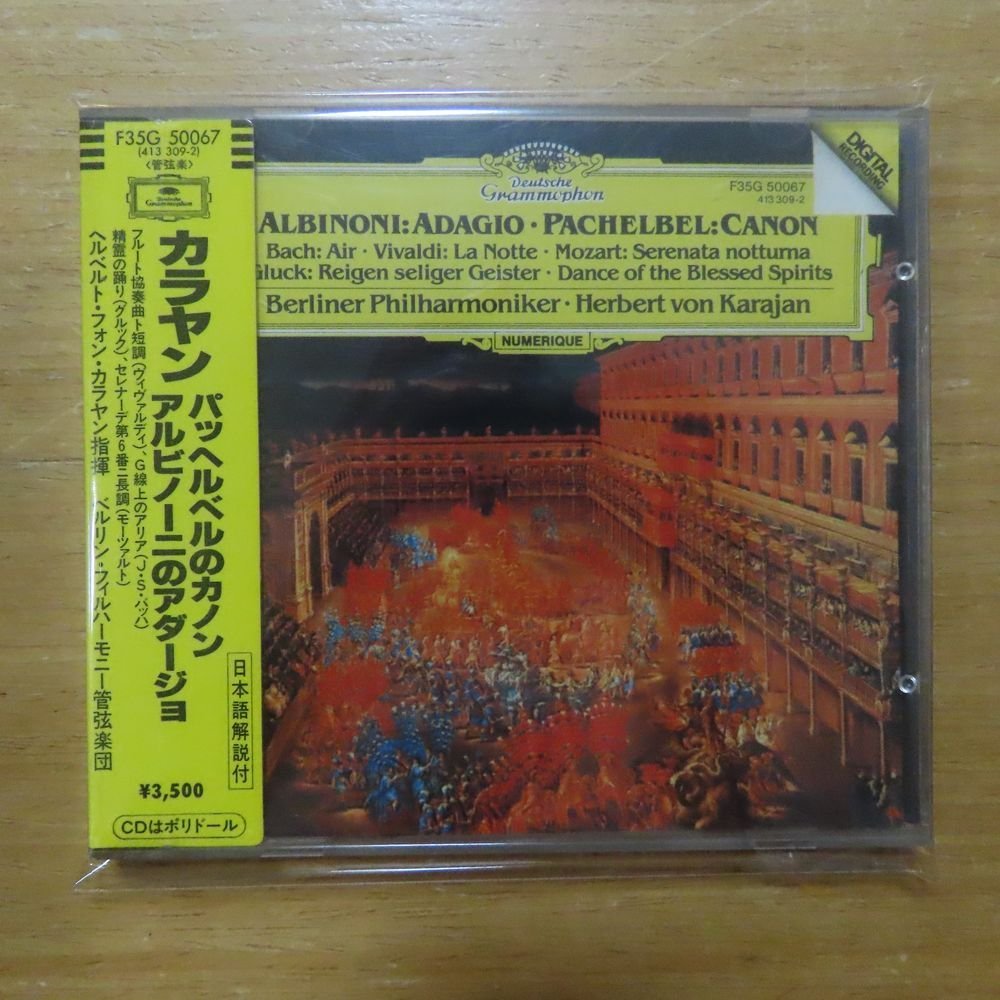 F35G 50067
(413 309-2)
〈管弦楽〉
Deutsche
Grammophon
カラヤン
パッヘルベルのカノン
アルビノーニのアダージョ
フルート協奏曲ト短調(ヴィヴァルディ)、G線上のアリア(J・S・バッハ)
精霊の踊り(グルック)、セレナーデ第6番ニ長調(モーツァルト)
ヘルベルト・フォン・カラヤン指揮 ベルリン・フィルハーモニー管弦楽団
日本語解説付
¥3,500
CDはポリドール
Deutsche
Grammophon
DIGITAL
RECORDING
F35G 50067
413 309-2
ALBINONI:ADAGIO · PACHELBEL:CANON
Bach: Air · Vivaldi: La Notte · Mozart: Serenata notturna
Gluck: Reigen seliger Geister · Dance of the Blessed Spirits
Berliner Philharmoniker · Herbert von Karajan
NUMERIQUE